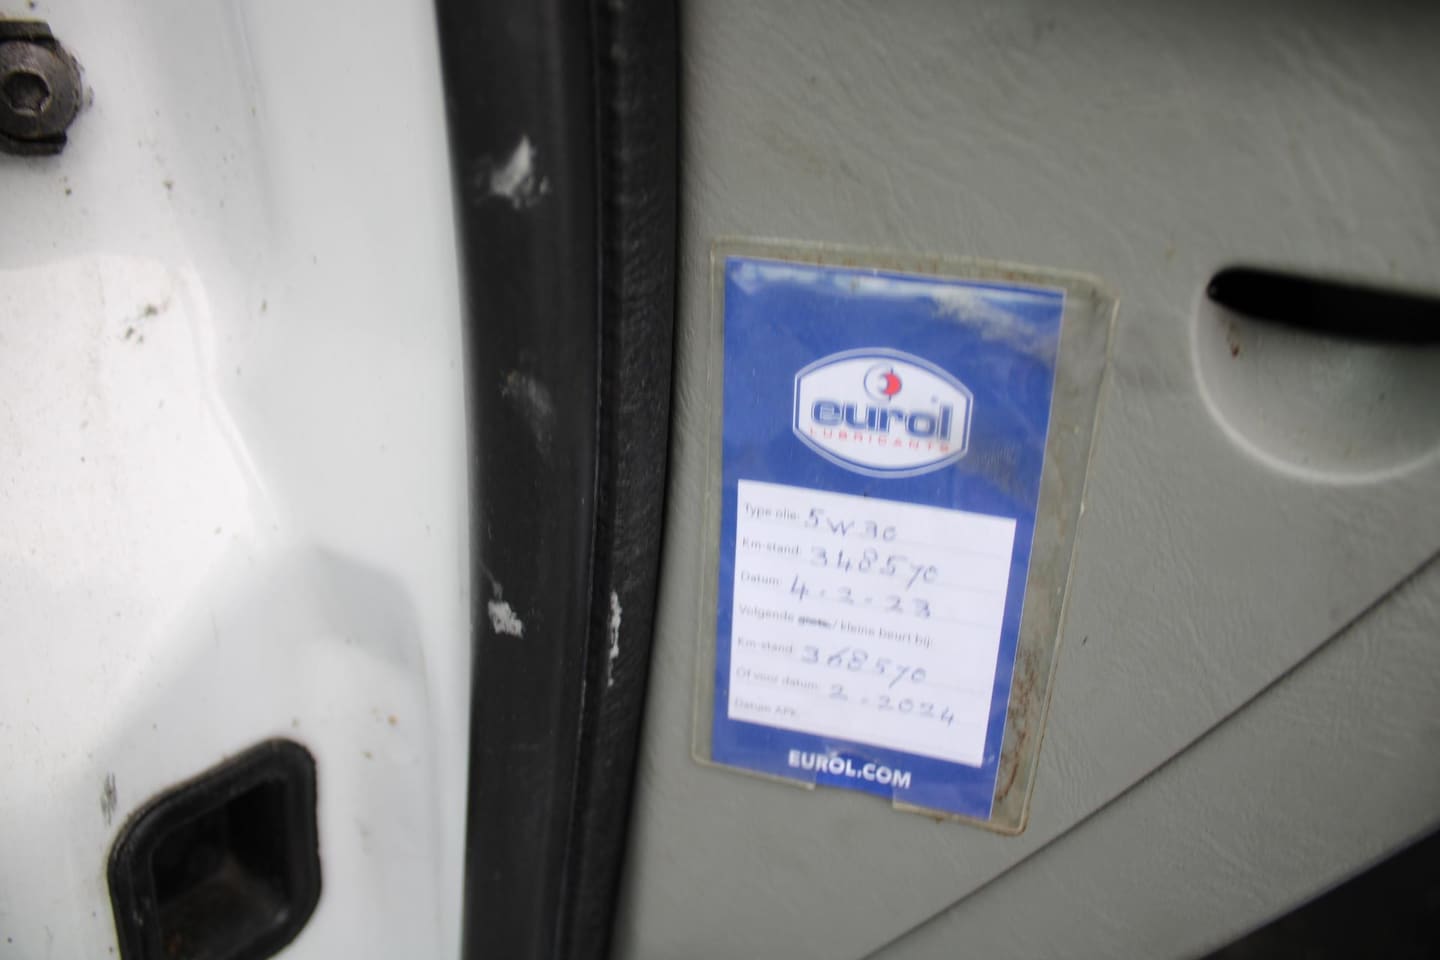 eurol
LUBRICANTS
Type olie: 5W30
Km-stand: 348570
Datum: 4-2-23
Volgende grote / kleine beurt bij:
Km-stand: 368570
Of voor datum: 2-2024
Datum APK:
EUROL.COM